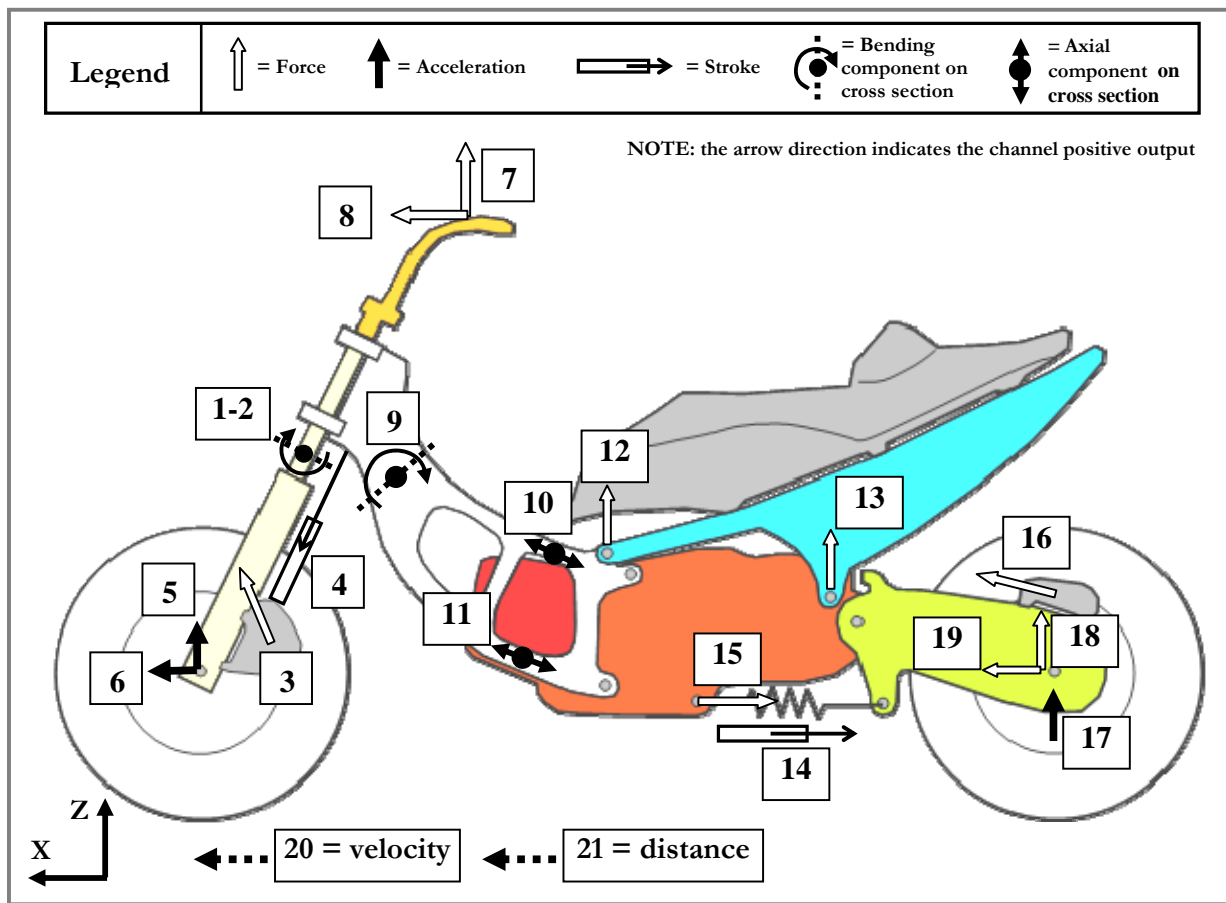 Legend
= Force
= Acceleration
= Stroke
= Bending
component on
cross section
= Axial
component on
cross section
NOTE: the arrow direction indicates the channel positive output
7
8
1-2
9
12
10
13
16
4
5
11
15
19
18
6
3
17
14
Z
X
20 = velocity
21 = distance